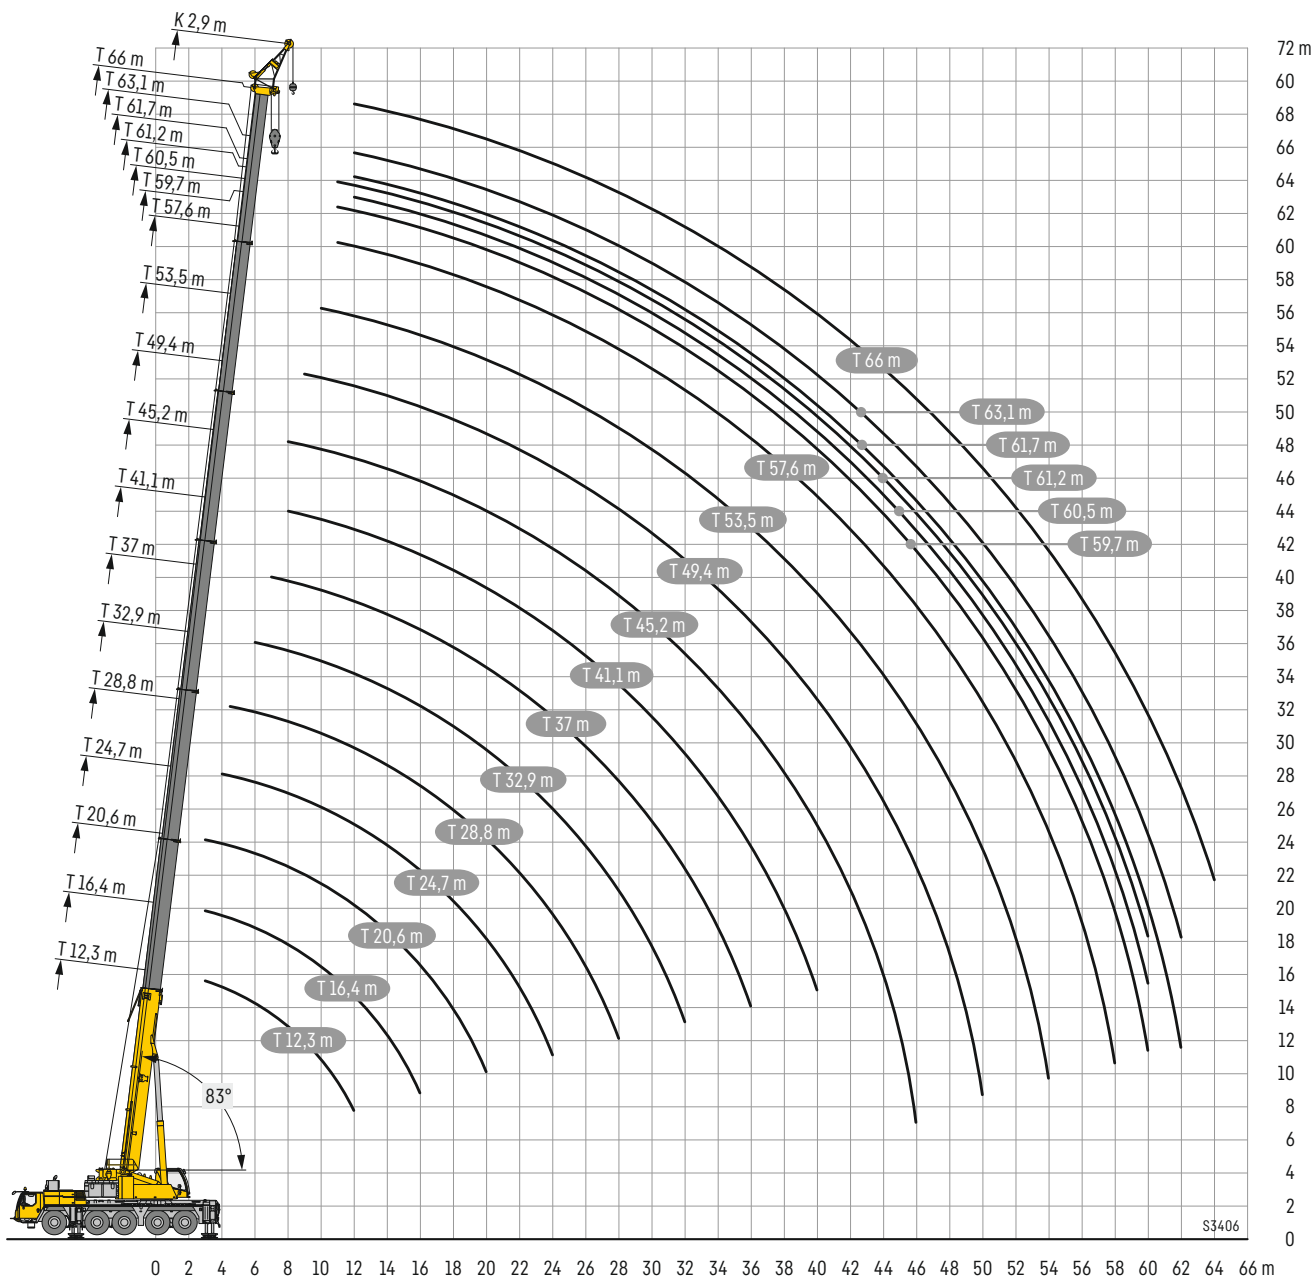 K 2,9 m
T 66 m
T 63,1 m
T 61,7 m
T 61,2 m
T 60,5 m
T 59,7 m
T 57,6 m
T 53,5 m
T 49,4 m
T 45,2 m
T 41,1 m
T 37 m
T 32,9 m
T 28,8 m
T 24,7 m
T 20,6 m
T 16,4 m
T 12,3 m
83°
T 66 m
T 63,1 m
T 61,7 m
T 61,2 m
T 60,5 m
T 59,7 m
T 57,6 m
T 53,5 m
T 49,4 m
T 45,2 m
T 41,1 m
T 37 m
T 32,9 m
T 28,8 m
T 24,7 m
T 20,6 m
T 16,4 m
T 12,3 m
72 m
60
68
66
64
62
60
58
56
54
52
50
48
46
44
42
40
38
36
34
32
30
28
26
24
22
20
18
16
14
12
10
8
6
4
2
0
S3406
0 2 4 6 8 10 12 14 16 18 20 22 24 26 28 30 32 34 36 38 40 42 44 46 48 50 52 54 56 58 60 62 64 66 m